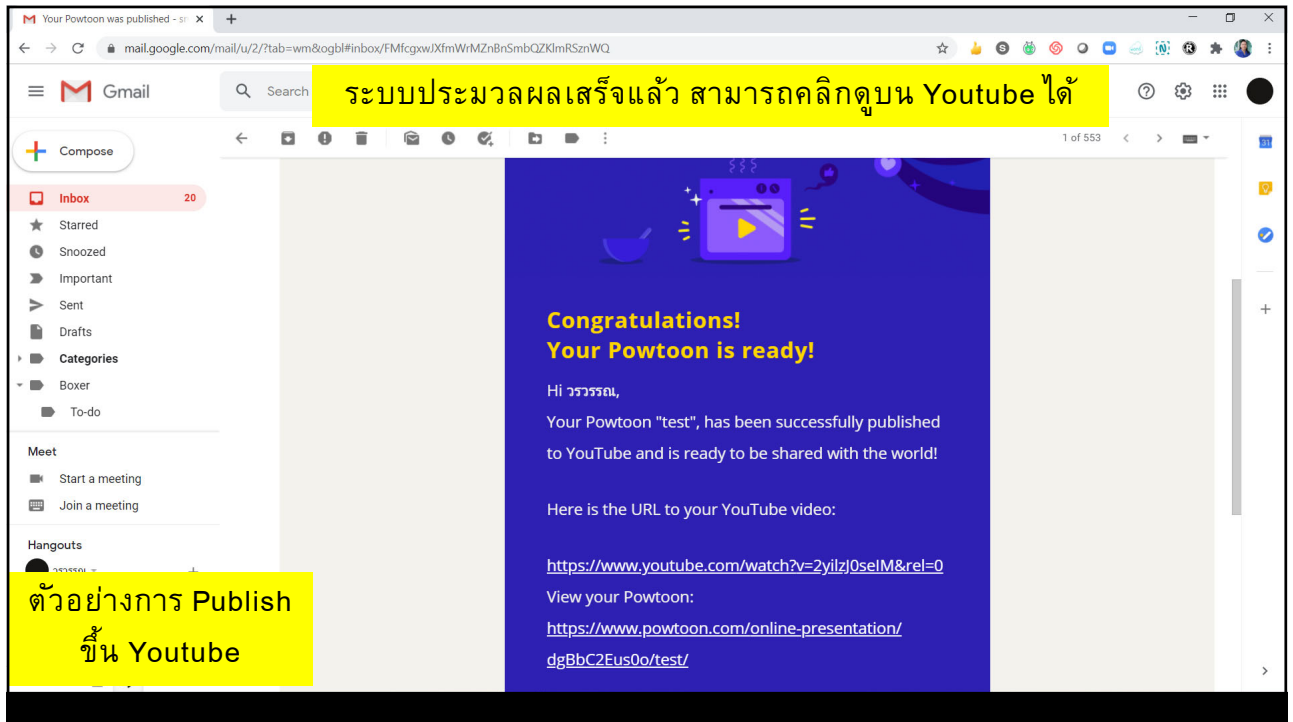 Your Powtoon was published - sr
mail.google.com/mail/u/2/?tab=wm&ogbl#inbox/FMfcgxwJXfmWrMZnBnSmbQZKlmRSznWQ
Gmail
Search
ระบบประมวลผลเสร็จแล้ว สามารถคลิกดูบน Youtube ได้
Compose
1 of 553
Inbox 20
Starred
Snoozed
Important
Sent
Drafts
Categories
Boxer
To-do
Meet
Start a meeting
Join a meeting
Hangouts
วรวรรณ
ตัวอย่างการ Publish
ขึ้น Youtube
Congratulations!
Your Powtoon is ready!
Hi วรวรรณ,
Your Powtoon "test", has been successfully published
to YouTube and is ready to be shared with the world!
Here is the URL to your YouTube video:
https://www.youtube.com/watch?v=2yilzJ0seIM&rel=0
View your Powtoon:
https://www.powtoon.com/online-presentation/
dgBbC2Eus0o/test/